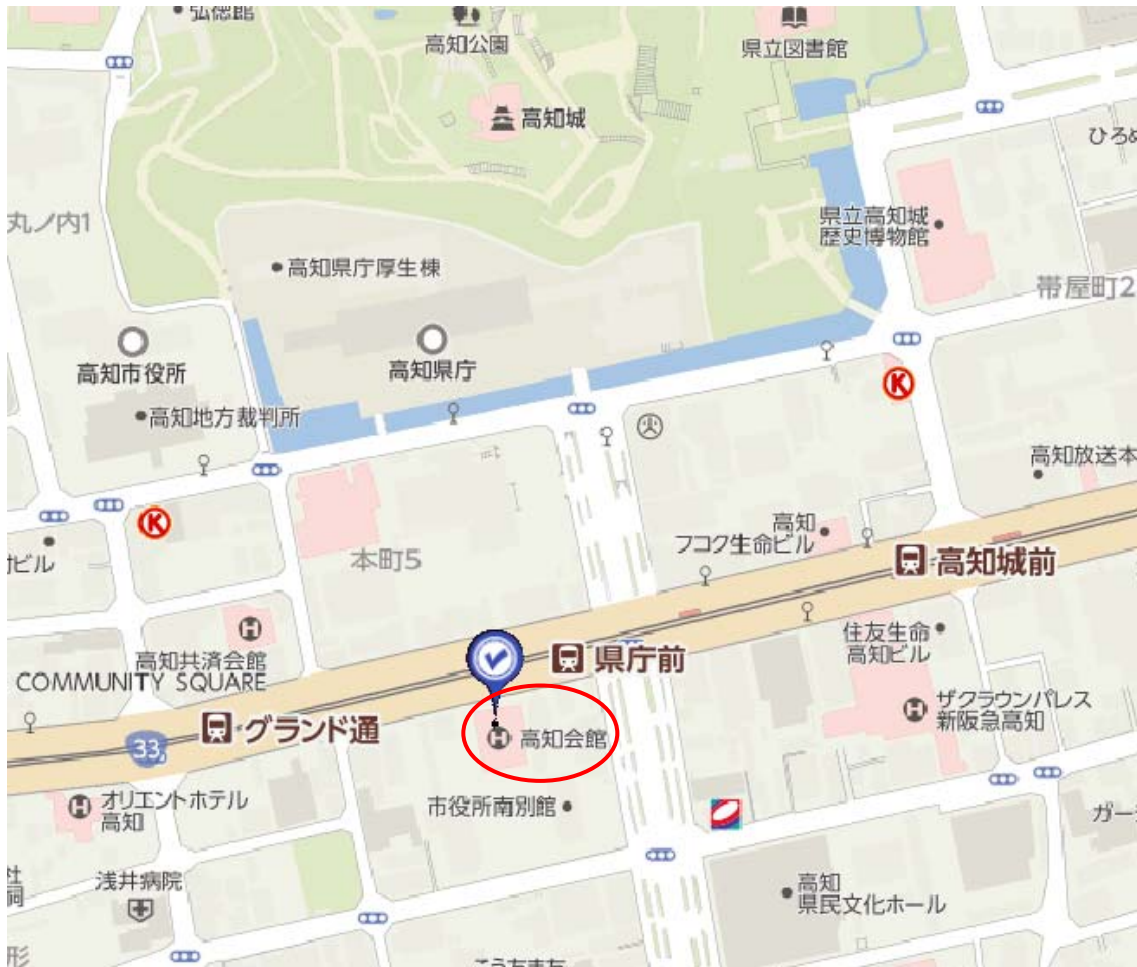 弘徳館
高知公園
県立図書館
高知城
丸ノ内1
県立高知城
歴史博物館
高知県庁厚生棟
帯屋町2
高知市役所
高知県庁
K
高知地方裁判所
高知放送本
K
高知
フコク生命ビル
本町5
高知城前
ビル
H
高知共済会館
COMMUNITY SQUARE
県庁前
住友生命
高知ビル
グランド通
33
H 高知会館
H ザクラウンパレス
新阪急高知
H オリエントホテル
高知
市役所南別館
浅井病院
高知
県民文化ホール